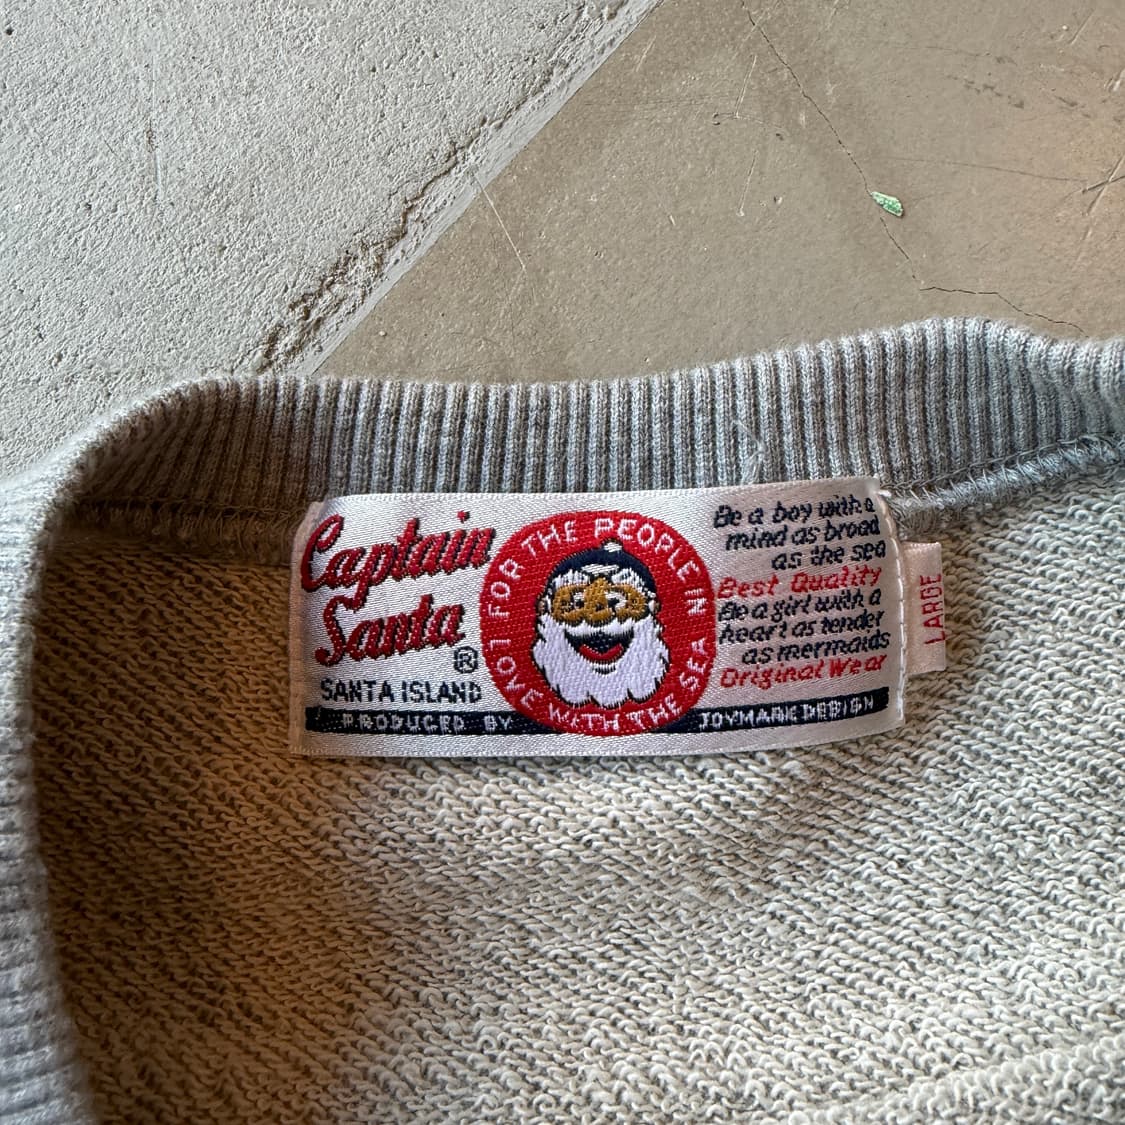 Captain
Santa
®
SANTA ISLAND
PRODUCED BY
LOVE FOR THE PEOPLE IN LOVE WITH THE SEA
Be a boy with a
mind as broad
as the sea
Best Quality
Be a girl with a
heart as tender
as mermaids
Original Wear
JOYMARK DESIGN
LARGE